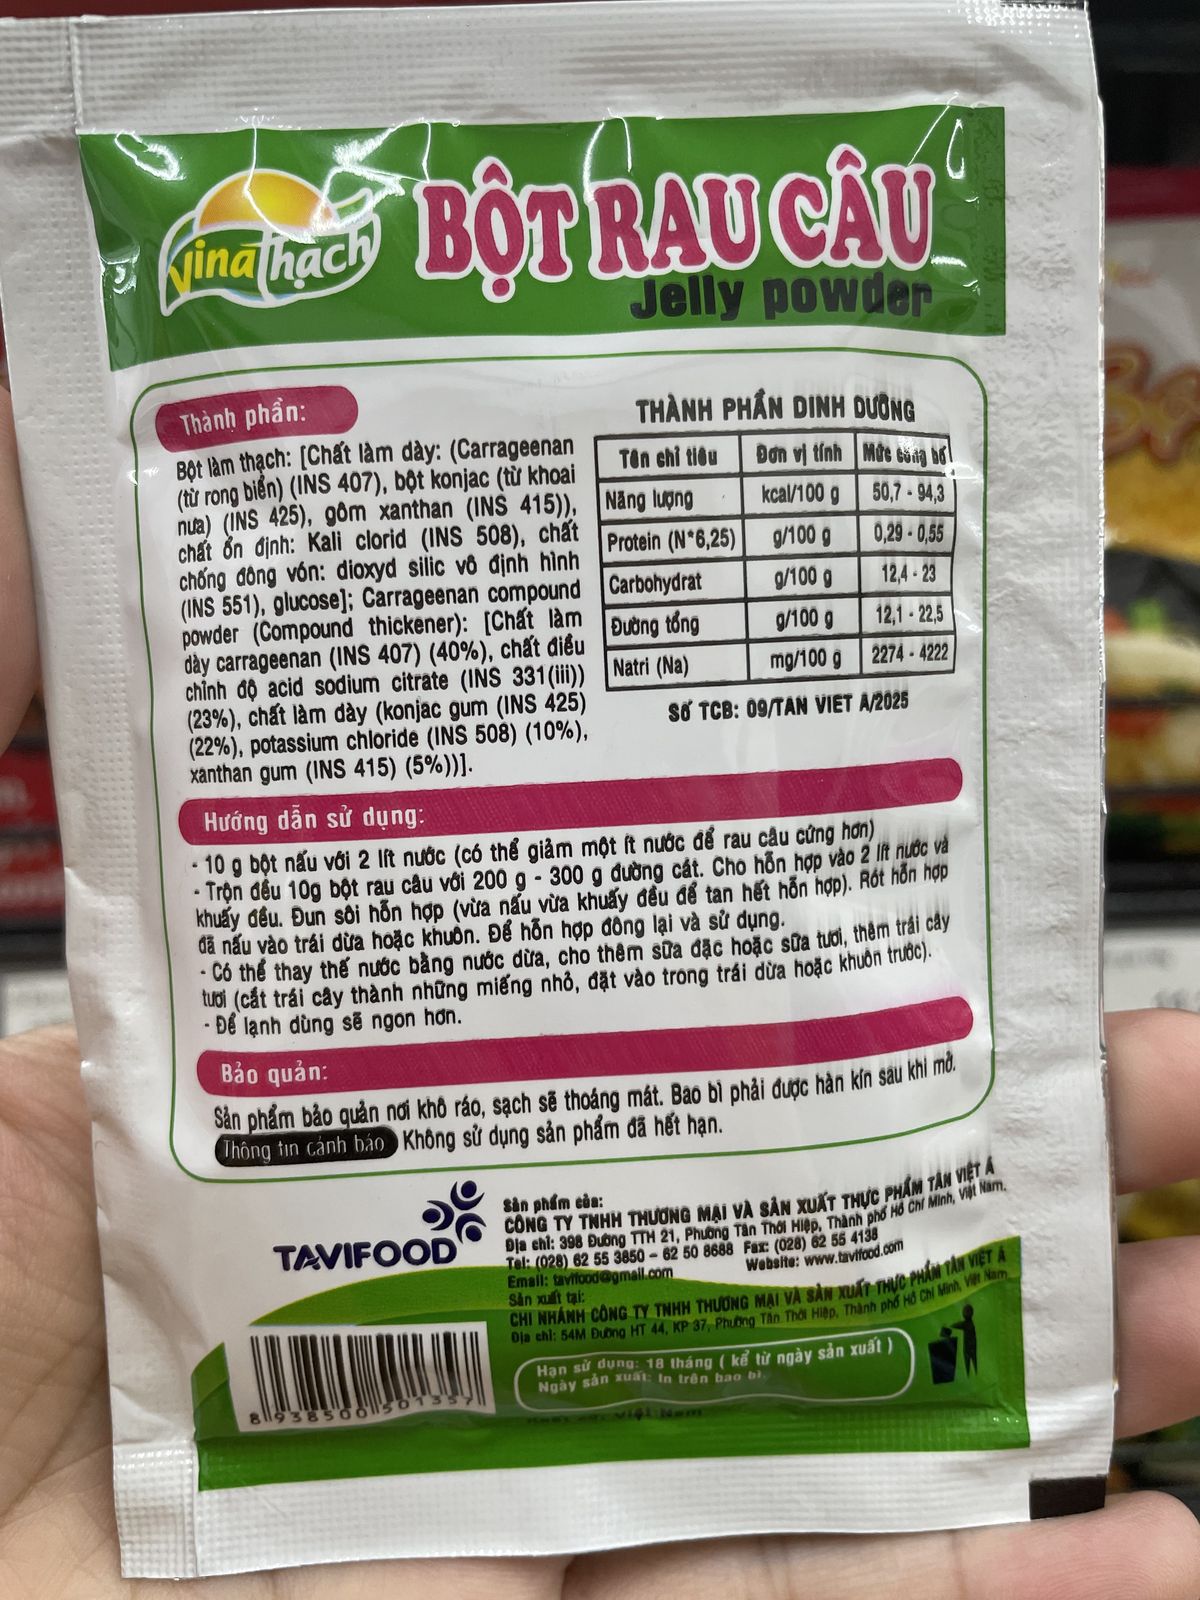 Vina Thạch
BỘT RAU CÂU
Jelly powder
Thành phần:
Bột làm thạch: [Chất làm dày: (Carrageenan
(từ rong biển) (INS 407), bột konjac (từ khoai
nưa) (INS 425), gôm xanthan (INS 415)),
chất ổn định: Kali clorid (INS 508), chất
chống đông vón: dioxyd silic vô định hình
(INS 551), glucose]; Carrageenan compound
powder (Compound thickener): [Chất làm
dày carrageenan (INS 407) (40%), chất điều
chỉnh độ acid sodium citrate (INS 331(iii))
(23%), chất làm dày (konjac gum (INS 425)
(22%), potassium chloride (INS 508) (10%),
xanthan gum (INS 415) (5%))].
THÀNH PHẦN DINH DƯỠNG
Tên chỉ tiêu Đơn vị tính Mức công bố
Năng lượng kcal/100 g 50,7 - 94,3
Protein (N*6,25) g/100 g 0,29 - 0,55
Carbohydrat g/100 g 12,4 - 23
Đường tổng g/100 g 12,1 - 22,5
Natri (Na) mg/100 g 2274 - 4222
Số TCB: 09/TAN VIET A/2025
Hướng dẫn sử dụng:
- 10 g bột nấu với 2 lít nước (có thể giảm một ít nước để rau câu cứng hơn)
- Trộn đều 10g bột rau câu với 200 g - 300 g đường cát. Cho hỗn hợp vào 2 lít nước và
khuấy đều. Đun sôi hỗn hợp (vừa nấu vừa khuấy đều để tan hết hỗn hợp). Rót hỗn hợp
đã nấu vào trái dừa hoặc khuôn. Để hỗn hợp đông lại và sử dụng.
- Có thể thay thế nước bằng nước dừa, cho thêm sữa đặc hoặc sữa tươi, thêm trái cây
tươi (cắt trái cây thành những miếng nhỏ, đặt vào trong trái dừa hoặc khuôn trước).
- Để lạnh dùng sẽ ngon hơn.
Bảo quản:
Sản phẩm bảo quản nơi khô ráo, sạch sẽ thoáng mát. Bao bì phải được hàn kín sau khi mở.
Thông tin cảnh báo Không sử dụng sản phẩm đã hết hạn.
TAVIFOOD
Sản phẩm của:
CÔNG TY TNHH THƯƠNG MẠI VÀ SẢN XUẤT THỰC PHẨM TÂN VIỆT Á
Địa chỉ: 398 Đường TTH 21, Phường Tân Thới Hiệp, Thành phố Hồ Chí Minh, Việt Nam.
Tel: (028) 62 55 3850 - 62 50 8688 Fax: (028) 62 55 4138
Email: tavifood@gmail.com Website: www.tavifood.com
Sản xuất tại:
CHI NHÁNH CÔNG TY TNHH THƯƠNG MẠI VÀ SẢN XUẤT THỰC PHẨM TÂN VIỆT Á
Địa chỉ: 54M Đường HT 44, KP 37, Phường Tân Thới Hiệp, Thành phố Hồ Chí Minh, Việt Nam
Hạn sử dụng: 18 tháng ( kể từ ngày sản xuất )
Ngày sản xuất: In trên bao bì.
Xuất xứ: Việt Nam
8 938500 501357